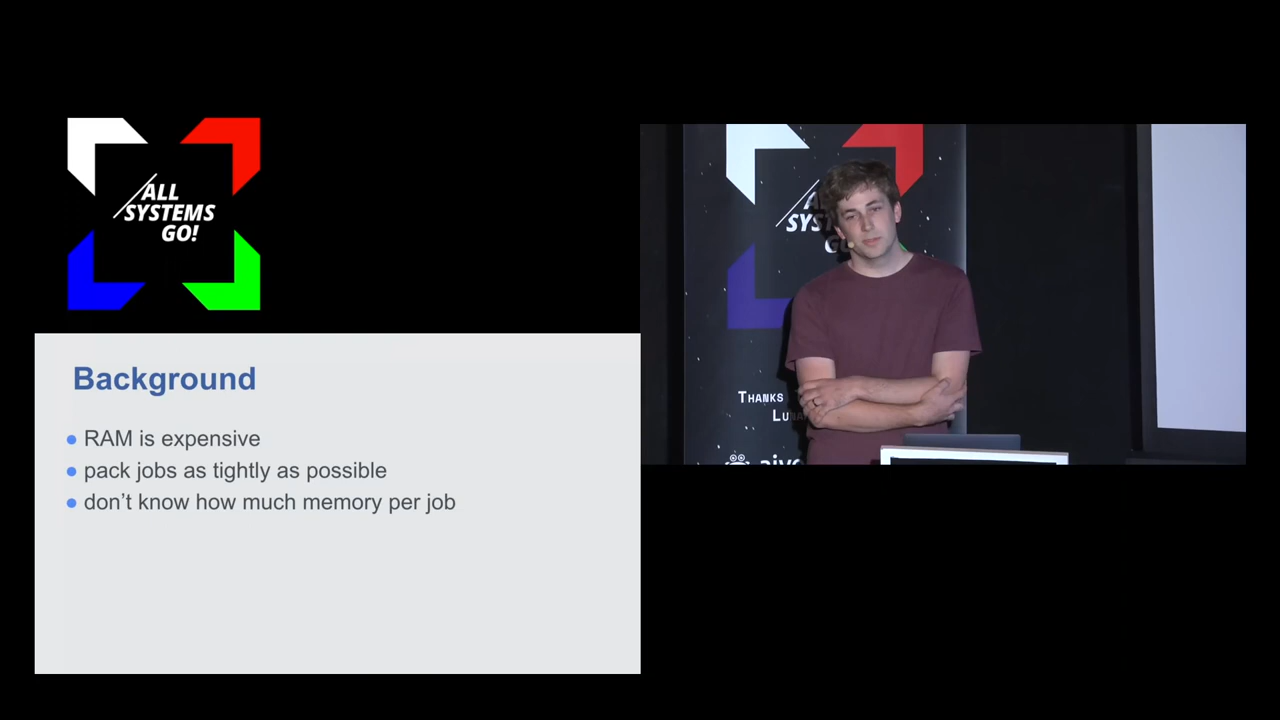 ALL
SYSTEMS
GO!
Background
RAM is expensive
pack jobs as tightly as possible
don’t know how much memory per job
THANKS